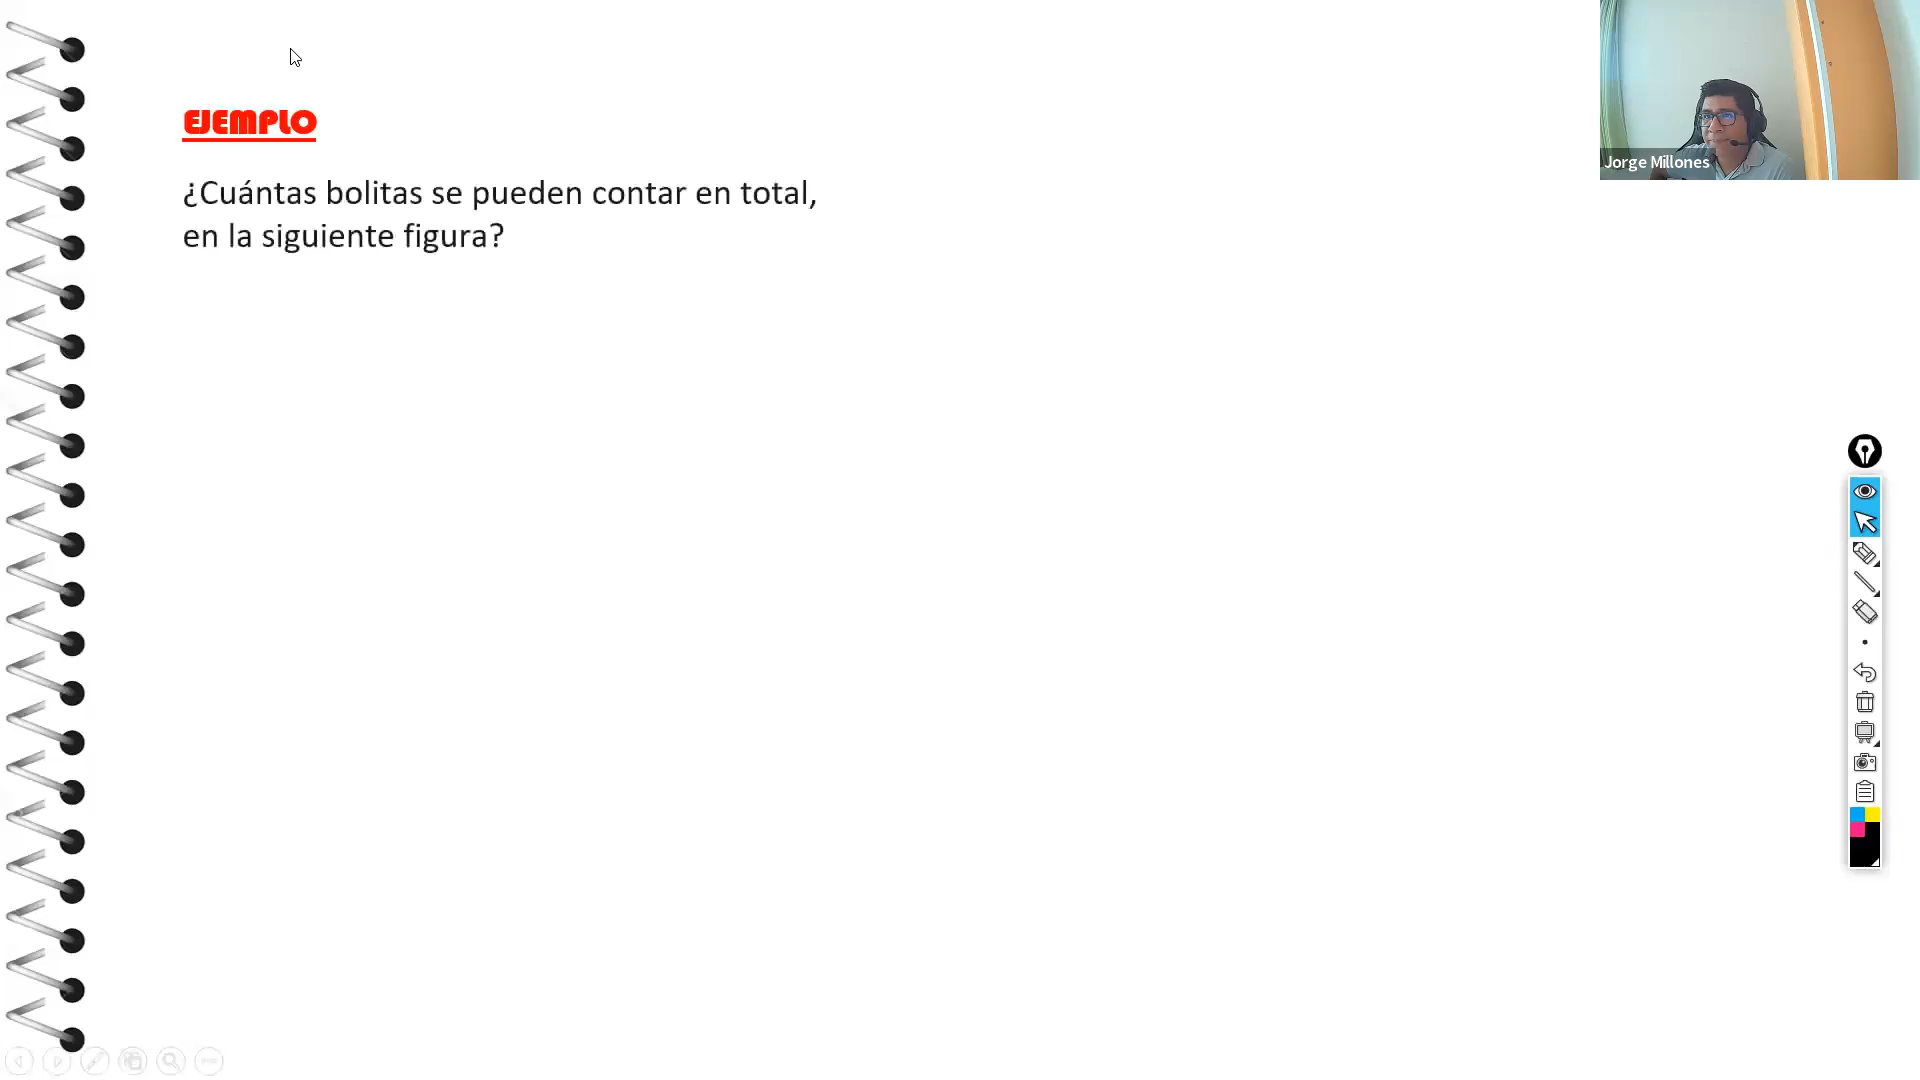 EJEMPLO
¿Cuántas bolitas se pueden contar en total,
en la siguiente figura?
Jorge Millones